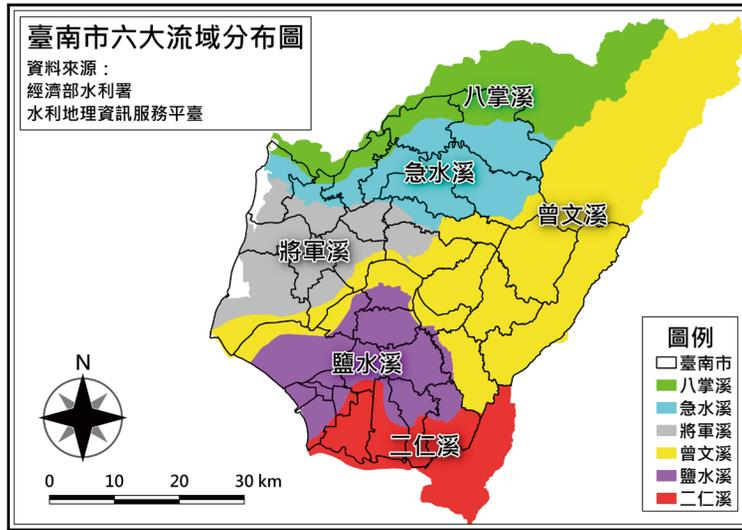 臺南市六大流域分布圖
資料來源：
經濟部水利署
水利地理資訊服務平臺
八掌溪
急水溪
曾文溪
將軍溪
鹽水溪
二仁溪
N
0 10 20 30 km
圖例
臺南市
八掌溪
急水溪
將軍溪
曾文溪
鹽水溪
二仁溪